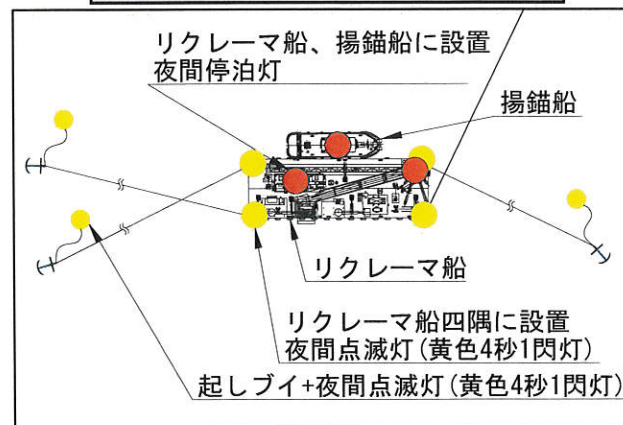 リクレーマ船、揚錨船に設置
夜間停泊灯
揚錨船
リクレーマ船
リクレーマ船四隅に設置
夜間点滅灯(黄色4秒1閃灯)
起しブイ+夜間点滅灯(黄色4秒1閃灯)